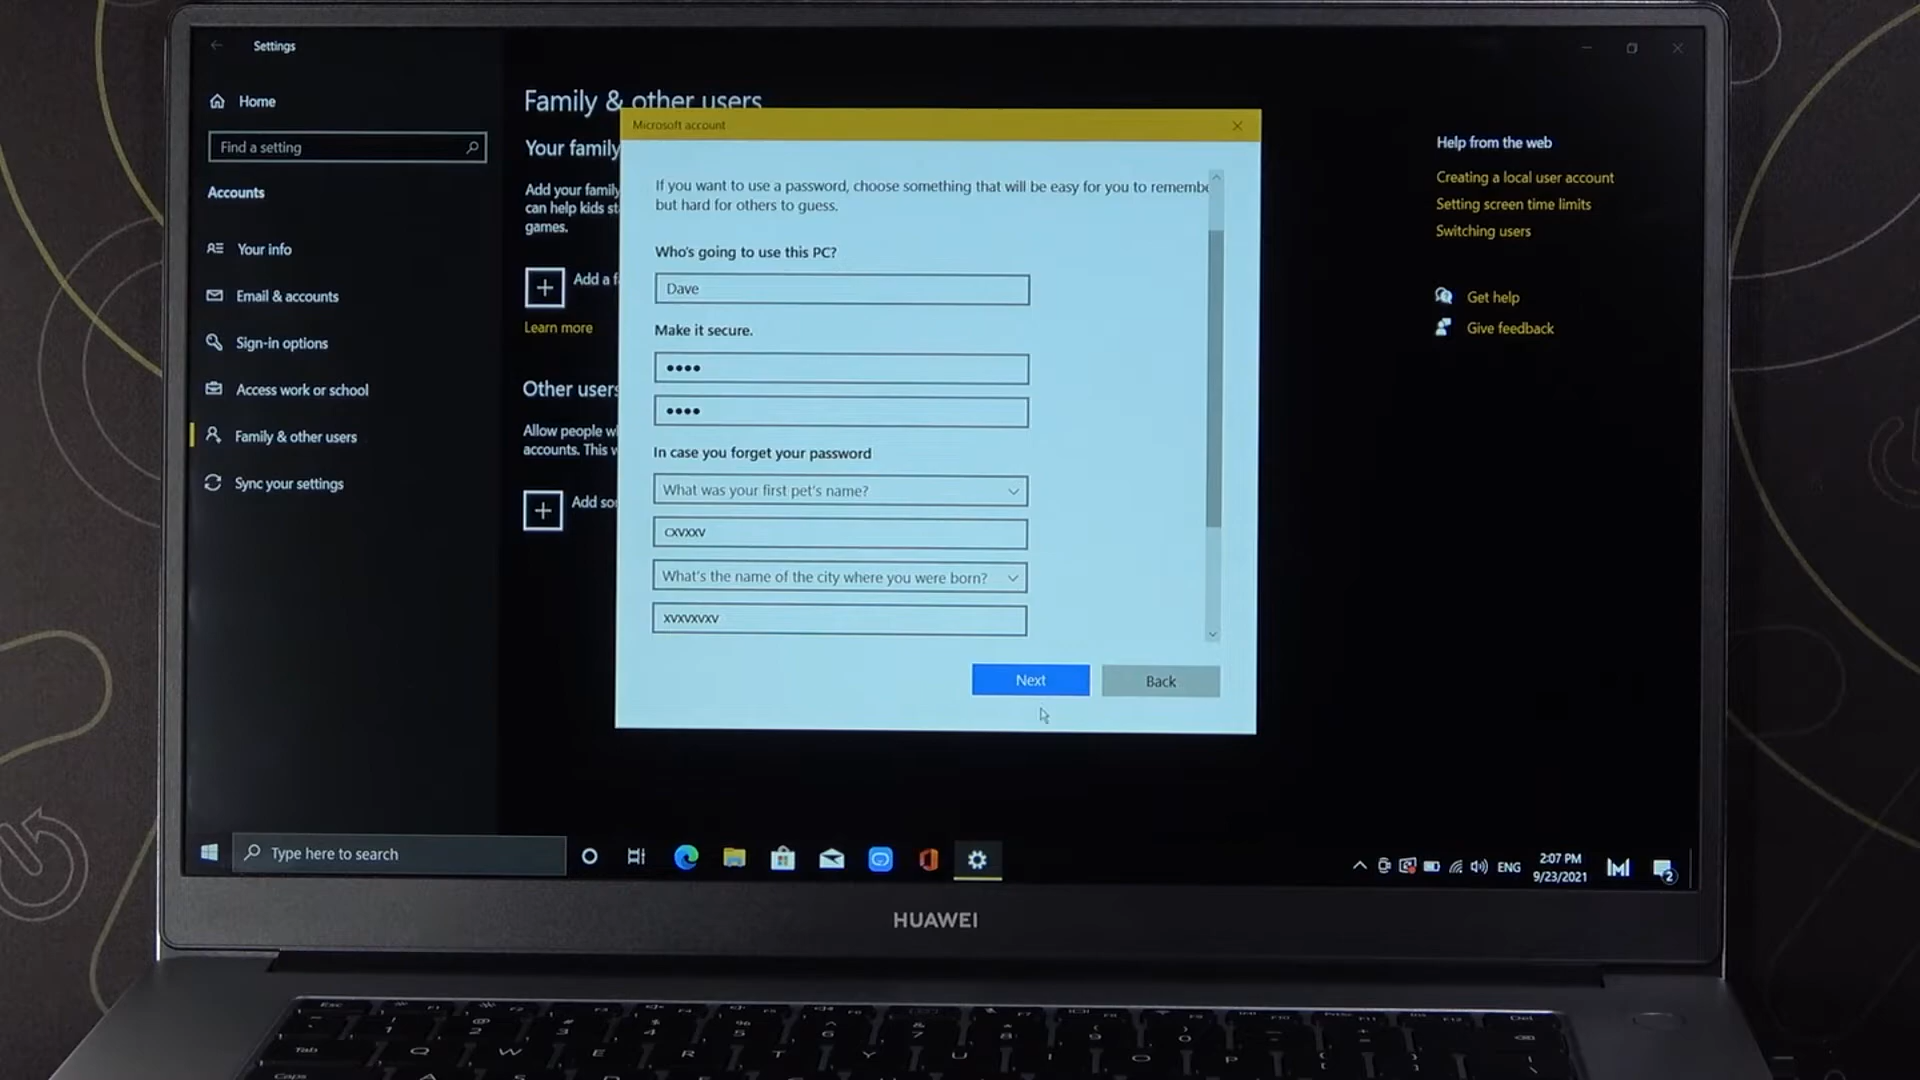 Settings
Home
Find a setting
Accounts
Your info
Email & accounts
Sign-in options
Access work or school
Family & other users
Sync your settings
Family & other users
Your family
Add your family
can help kids st
games.
Add a f
Learn more
Other users
Allow people w
accounts. This w
Add so
Microsoft account
If you want to use a password, choose something that will be easy for you to remembe
but hard for others to guess.
Who's going to use this PC?
Dave
Make it secure.
In case you forget your password
What was your first pet's name?
cxvxxv
What's the name of the city where you were born?
xvxvxvxv
Next
Back
Help from the web
Creating a local user account
Setting screen time limits
Switching users
Get help
Give feedback
Type here to search
ENG
2:07 PM
9/23/2021
2
HUAWEI
Esc F1 F2
Tab Q W E R T Y U I O P
Caps